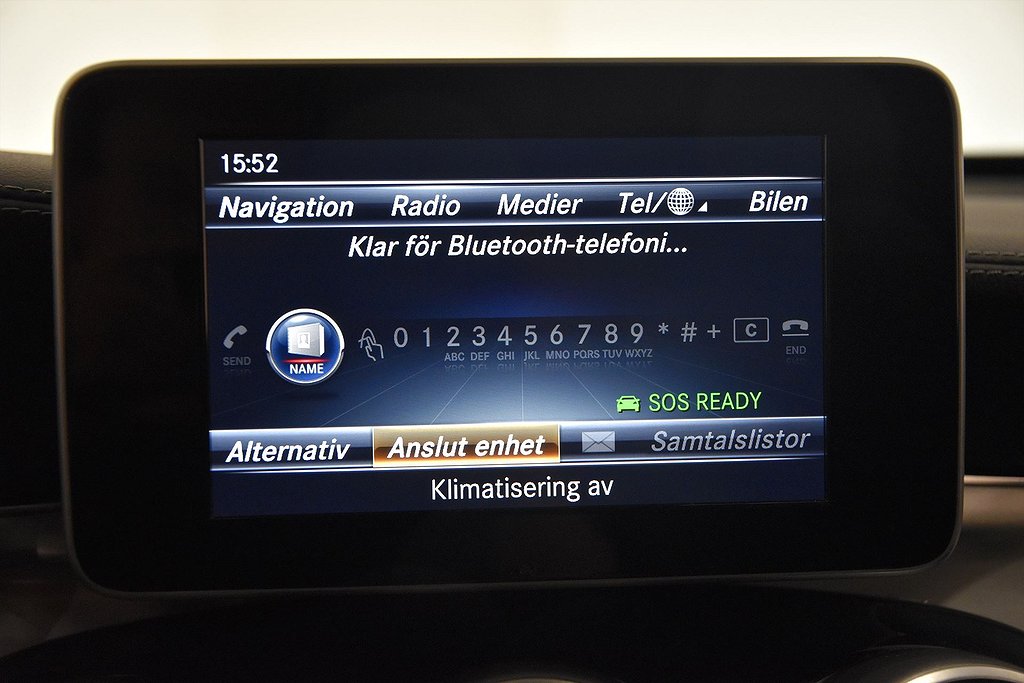 15:52
Navigation Radio Medier Tel/ Bilen
Klar för Bluetooth-telefoni...
SEND NAME 0 1 2 3 4 5 6 7 8 9 * # + C END
ABC DEF GHI JKL MNO PQRS TUV WXYZ
SOS READY
Alternativ Anslut enhet Samtalslistor
Klimatisering av